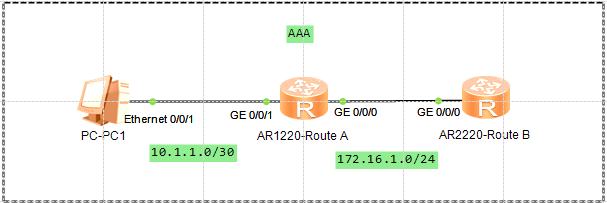 AAA
Ethernet 0/0/1
GE 0/0/1
GE 0/0/0
GE 0/0/0
PC-PC1
AR1220-Route A
AR2220-Route B
10.1.1.0/30
172.16.1.0/24
R
R